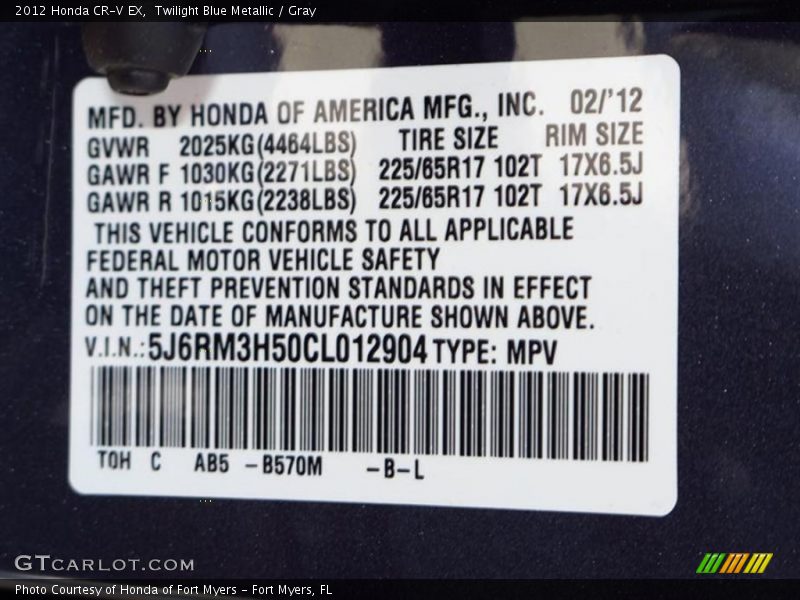 2012 Honda CR-V EX, Twilight Blue Metallic / Gray
MFD. BY HONDA OF AMERICA MFG., INC. 02/'12
GVWR 2025KG(4464LBS) TIRE SIZE RIM SIZE
GAWR F 1030KG(2271LBS) 225/65R17 102T 17X6.5J
GAWR R 1015KG(2238LBS) 225/65R17 102T 17X6.5J
THIS VEHICLE CONFORMS TO ALL APPLICABLE
FEDERAL MOTOR VEHICLE SAFETY
AND THEFT PREVENTION STANDARDS IN EFFECT
ON THE DATE OF MANUFACTURE SHOWN ABOVE.
V.I.N.:5J6RM3H50CL012904 TYPE: MPV
TOH C AB5 -B570M -B-L
GTCARLOT.COM
Photo Courtesy of Honda of Fort Myers - Fort Myers, FL